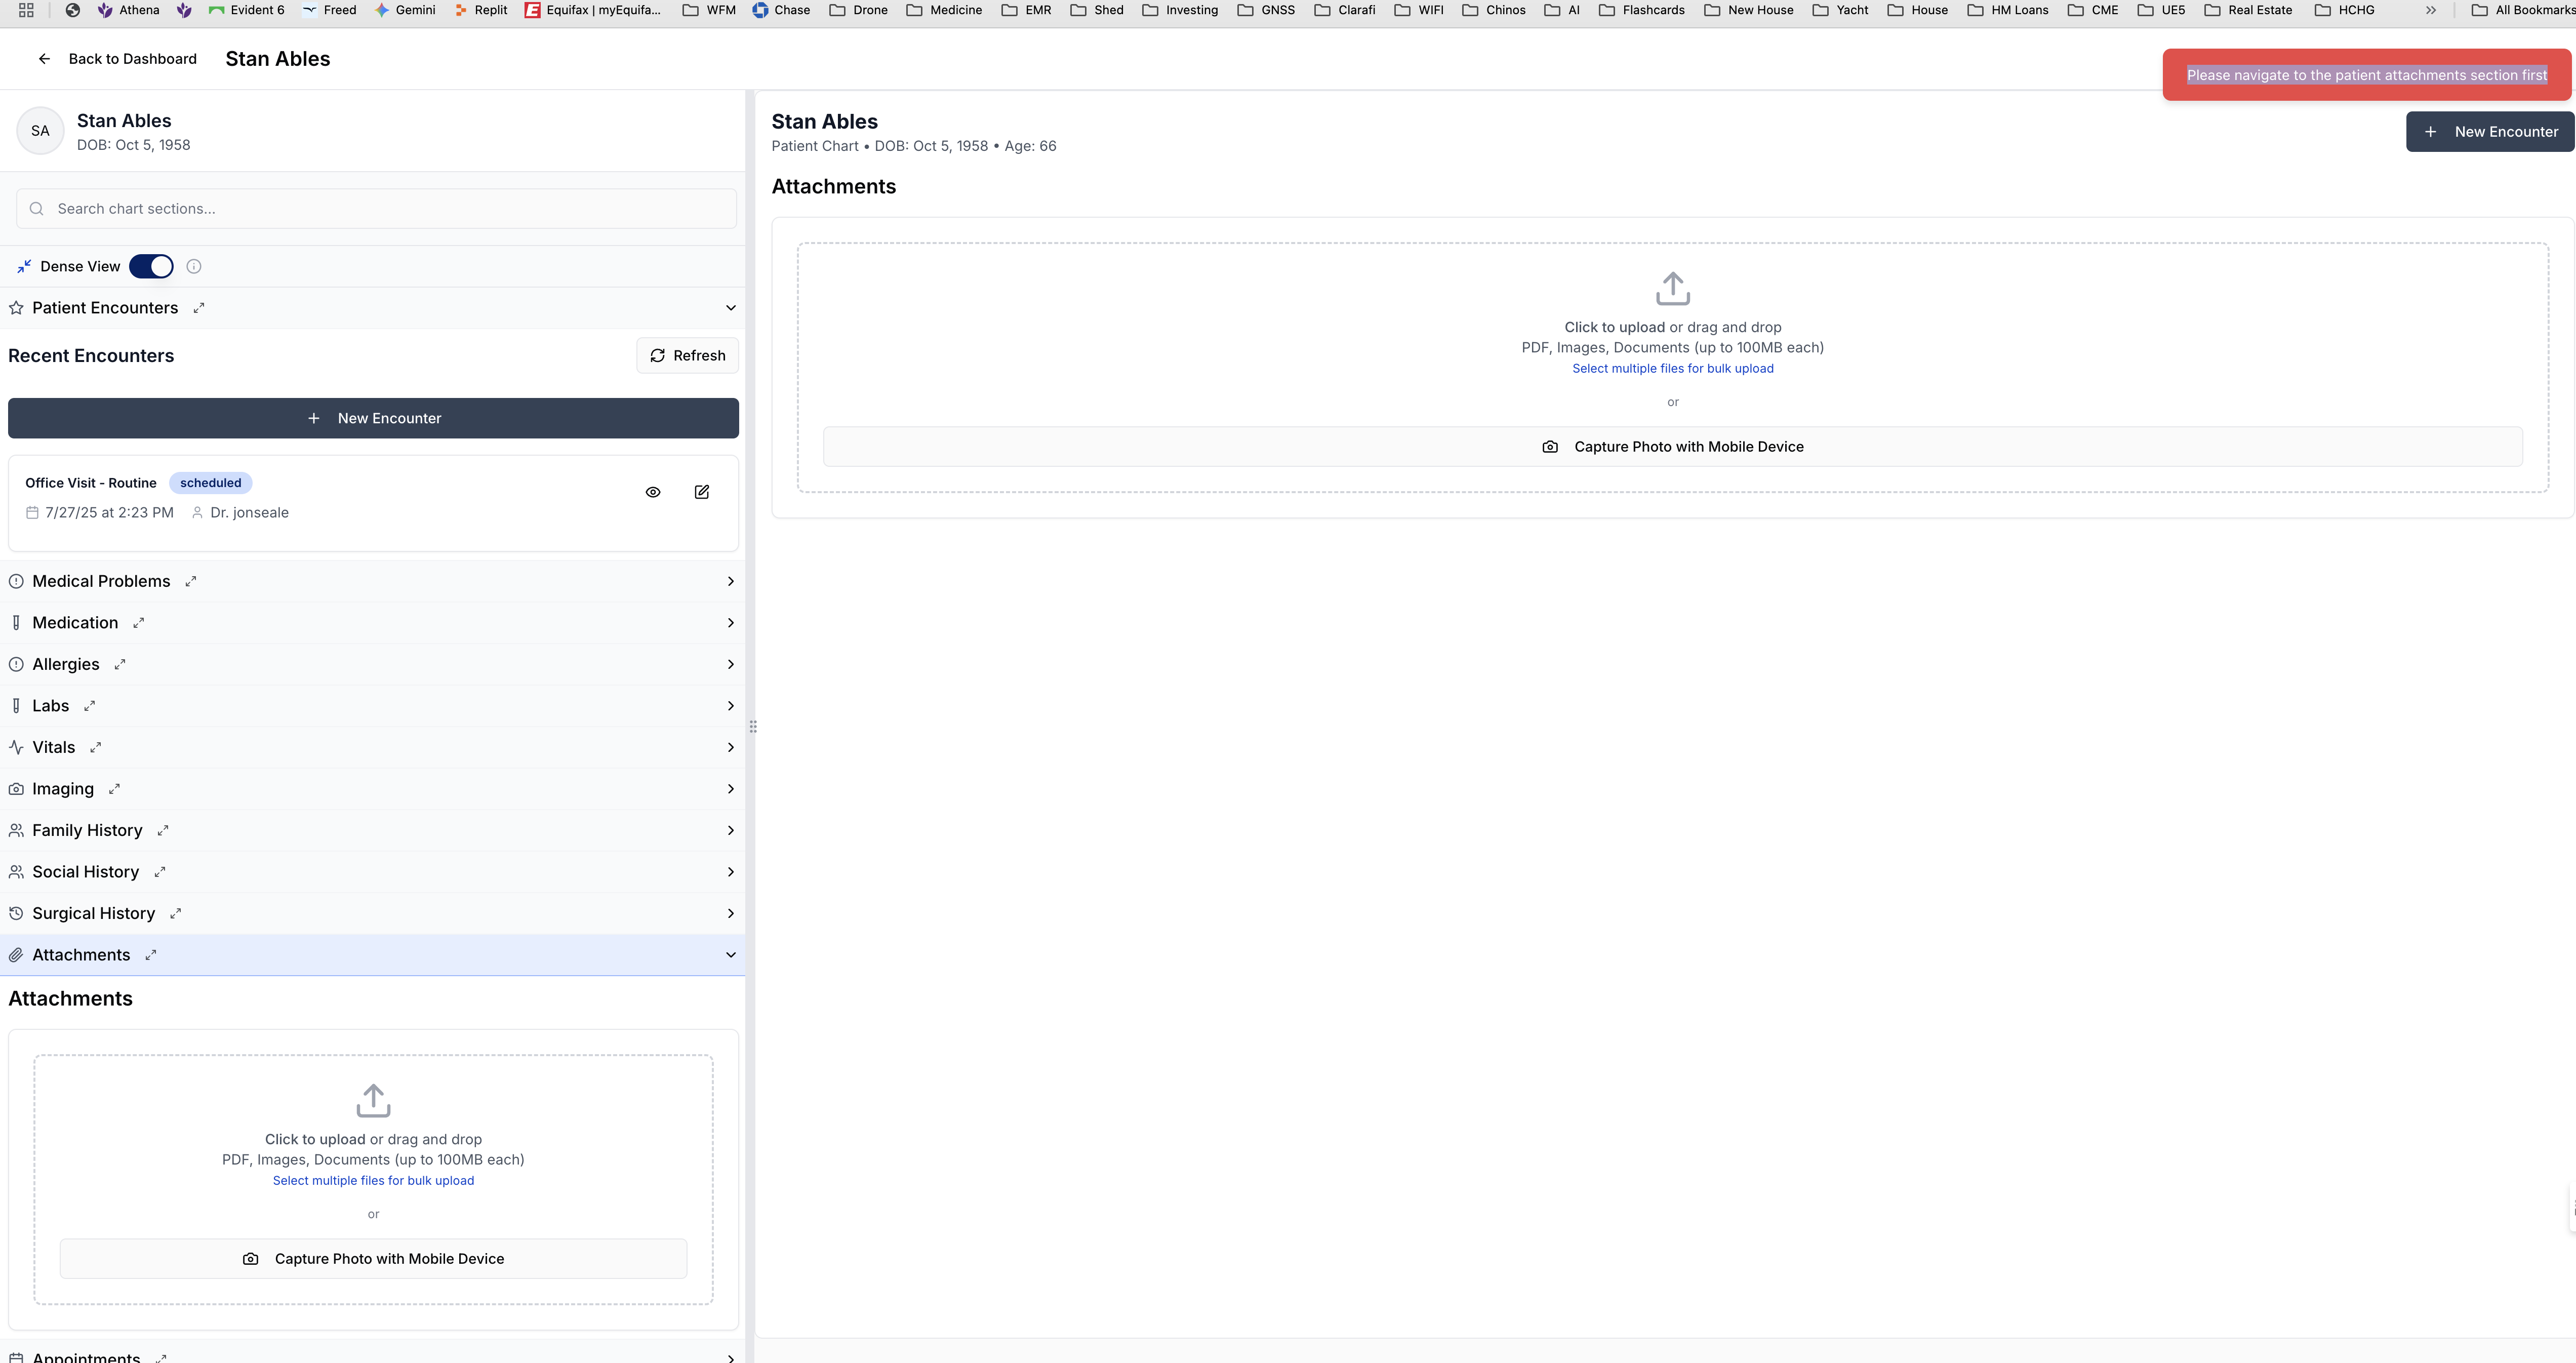 Athena
Evident 6
Freed
Gemini
Replit
Equifax | myEquifa...
WFM
Chase
Drone
Medicine
EMR
Shed
Investing
GNSS
Clarafi
WIFI
Chinos
AI
Flashcards
New House
Yacht
House
HM Loans
CME
UE5
Real Estate
HCHG
All Bookmarks
Back to Dashboard
Stan Ables
Please navigate to the patient attachments section first
SA
Stan Ables
DOB: Oct 5, 1958
Search chart sections...
Dense View
Patient Encounters
Recent Encounters
Refresh
New Encounter
Office Visit - Routine
scheduled
7/27/25 at 2:23 PM
Dr. jonseale
Medical Problems
Medication
Allergies
Labs
Vitals
Imaging
Family History
Social History
Surgical History
Attachments
Attachments
Click to upload or drag and drop
PDF, Images, Documents (up to 100MB each)
Select multiple files for bulk upload
or
Capture Photo with Mobile Device
Appointments
Stan Ables
Patient Chart • DOB: Oct 5, 1958 • Age: 66
New Encounter
Attachments
Click to upload or drag and drop
PDF, Images, Documents (up to 100MB each)
Select multiple files for bulk upload
or
Capture Photo with Mobile Device